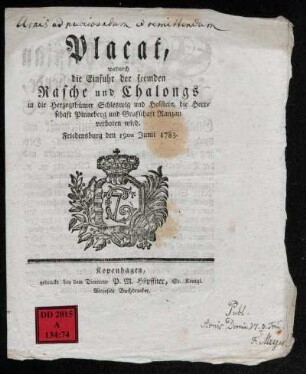 Placat,
wodurch
die Einfuhr der fremden
Rasche und Chalongs
in die Herzogthümer Schleswig und Holstein, die Herr-
schaft Pinneberg und Grafschaft Ranzau
verboten wird.
Friedensburg den 19ten Junii 1783.
Kopenhagen,
gedruckt bey dem Directeur P. M. Höpffner, Sr. Königl.
Majestät Buchdrucker.
DD 2015
A
134:74
Publ.